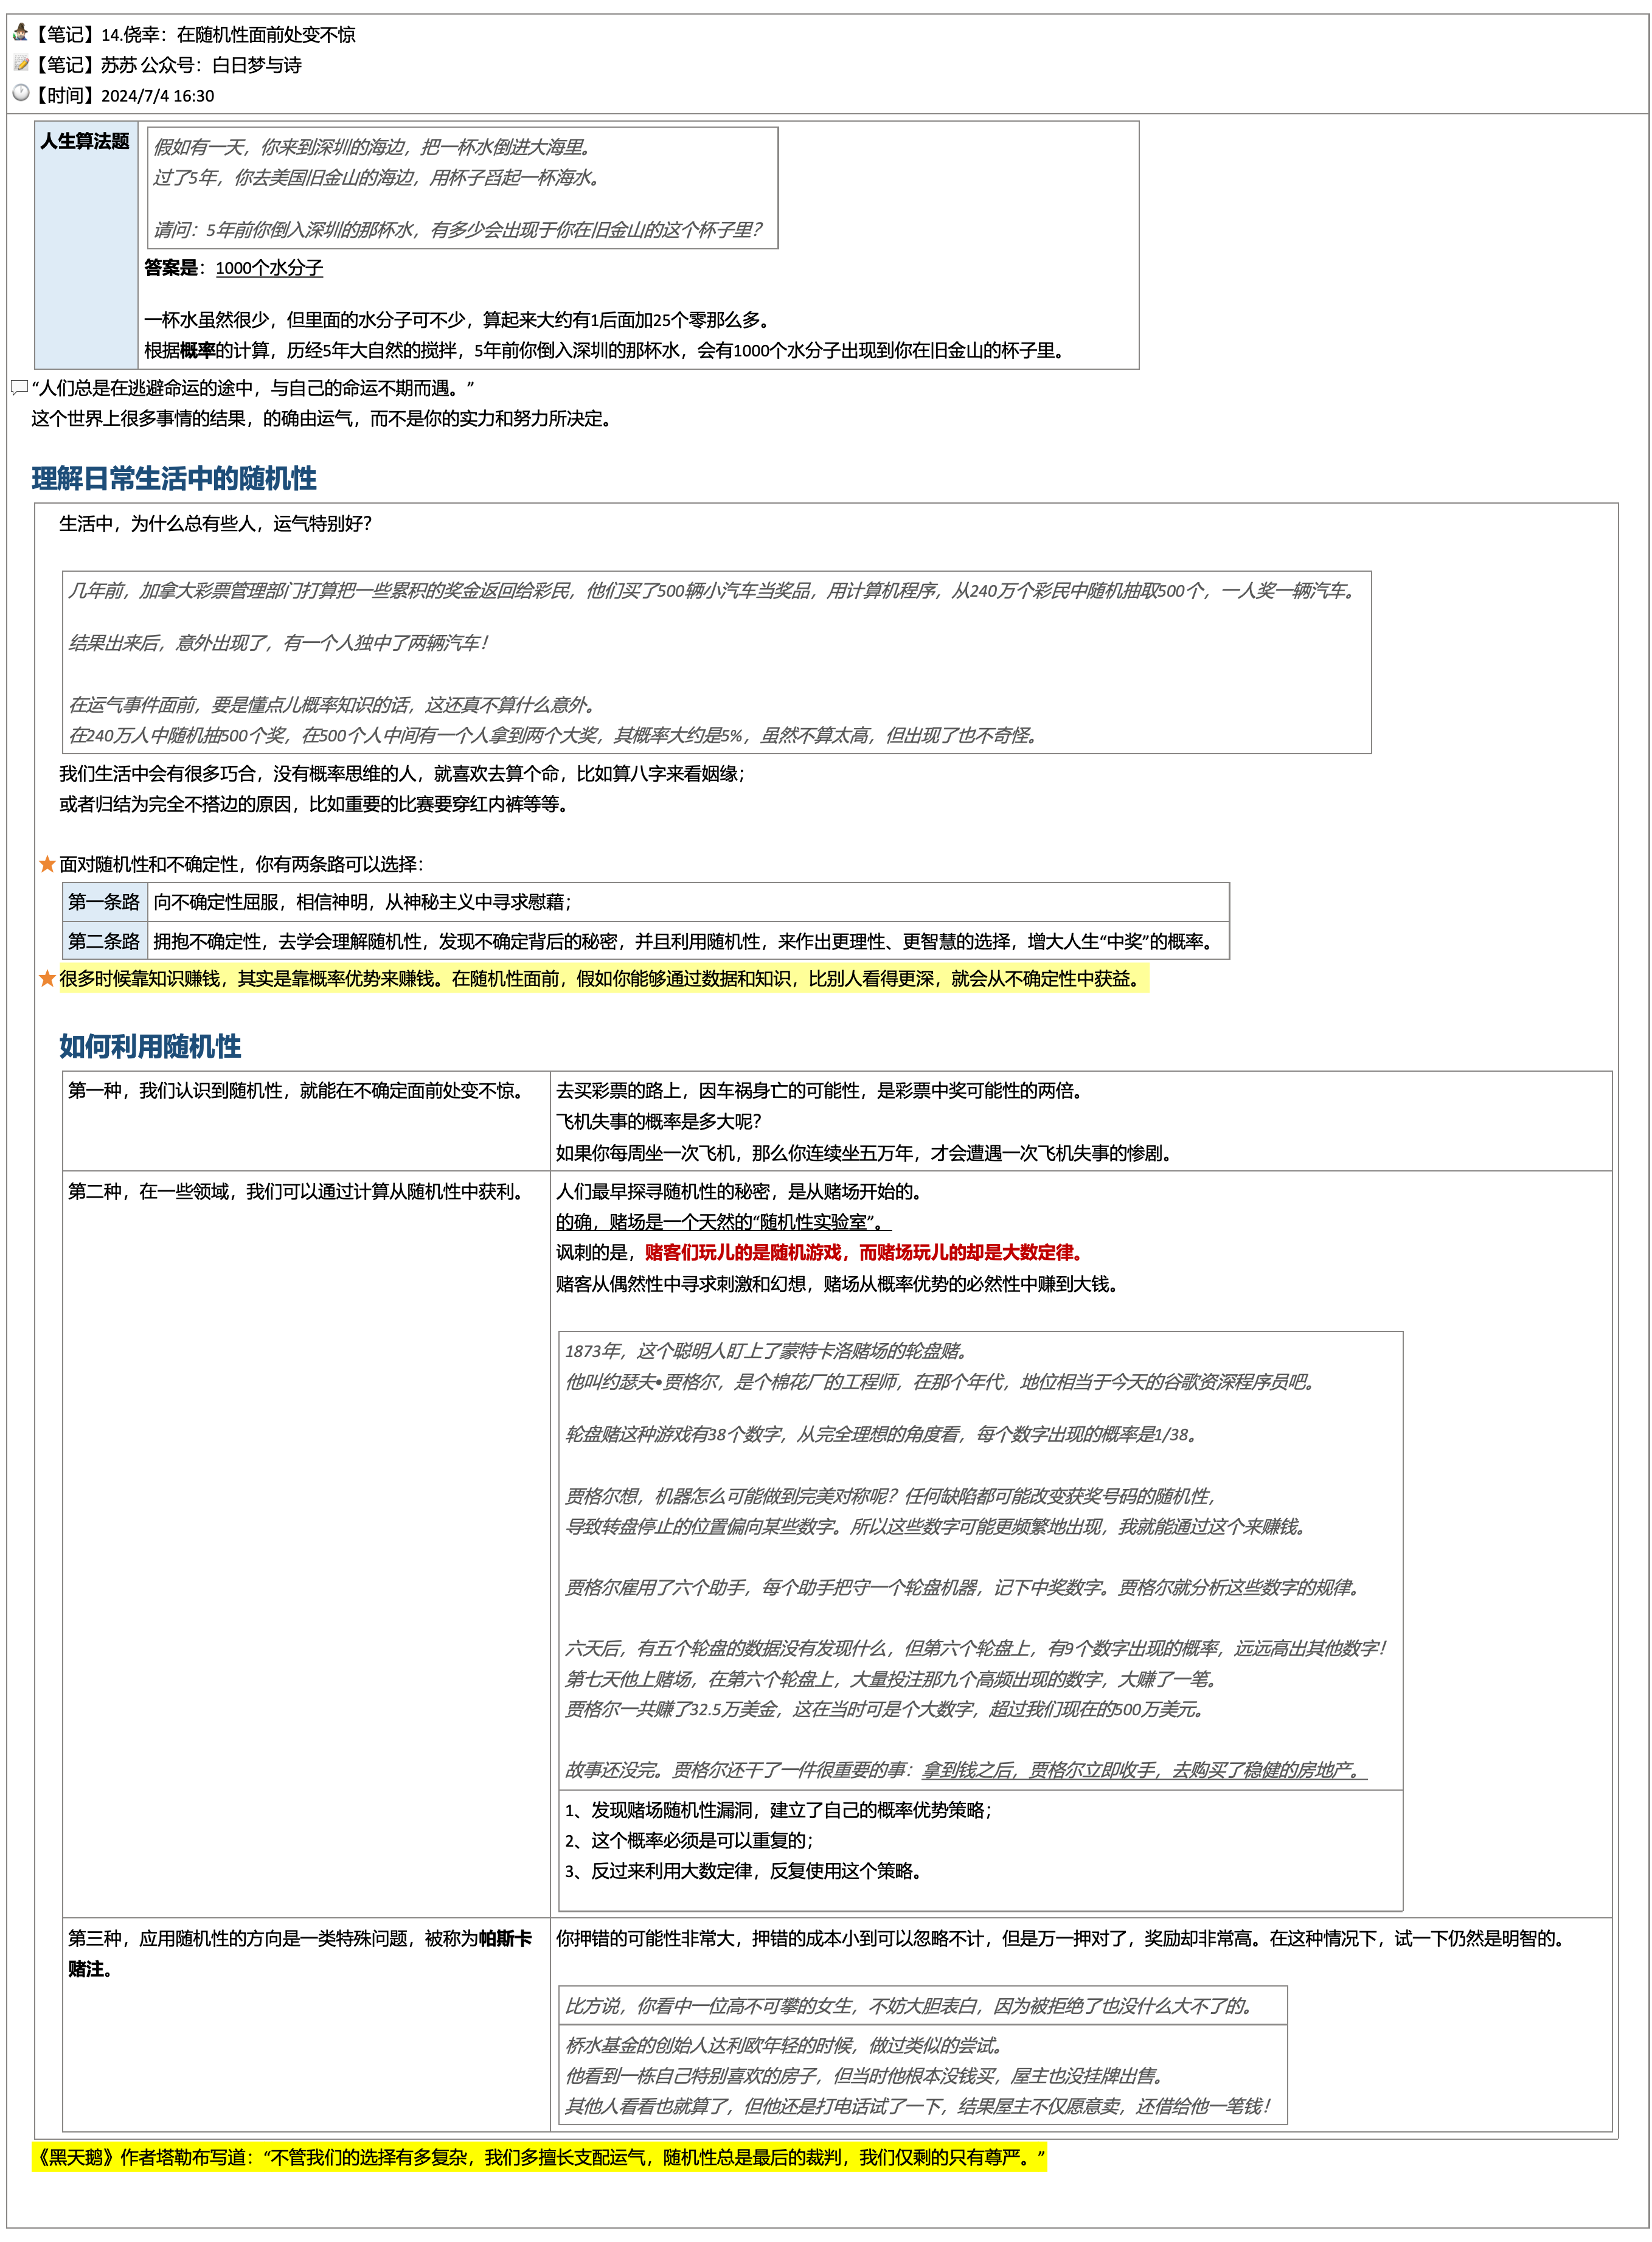 【笔记】14.侥幸：在随机性面前处变不惊
【笔记】苏苏 公众号：白日梦与诗
【时间】2024/7/4 16:30
人生算法题
假如有一天，你来到深圳的海边，把一杯水倒进大海里。
过了5年，你去美国旧金山的海边，用杯子舀起一杯海水。
请问：5年前你倒入深圳的那杯水，有多少会出现于你在旧金山的这个杯子里？
答案是：1000个水分子
一杯水虽然很少，但里面的水分子可不少，算起来大约有1后面加25个零那么多。
根据概率的计算，历经5年大自然的搅拌，5年前你倒入深圳的那杯水，会有1000个水分子出现到你在旧金山的杯子里。
“人们总是在逃避命运的途中，与自己的命运不期而遇。”
这个世界上很多事情的结果，的确由运气，而不是你的实力和努力所决定。
理解日常生活中的随机性
生活中，为什么总有些人，运气特别好？
几年前，加拿大彩票管理部门打算把一些累积的奖金返回给彩民，他们买了500辆小汽车当奖品，用计算机程序，从240万个彩民中随机抽取500个，一人奖一辆汽车。
结果出来后，意外出现了，有一个人独中了两辆汽车！
在运气事件面前，要是懂点儿概率知识的话，这还真不算什么意外。
在240万人中随机抽500个奖，在500个人中间有一个人拿到两个大奖，其概率大约是5%，虽然不算太高，但出现了也不奇怪。
我们生活中会有很多巧合，没有概率思维的人，就喜欢去算个命，比如算八字来看姻缘；
或者归结为完全不搭边的原因，比如重要的比赛要穿红内裤等等。
面对随机性和不确定性，你有两条路可以选择：
第一条路 向不确定性屈服，相信神明，从神秘主义中寻求慰藉；
第二条路 拥抱不确定性，去学会理解随机性，发现不确定背后的秘密，并且利用随机性，来作出更理性、更智慧的选择，增大人生“中奖”的概率。
很多时候靠知识赚钱，其实是靠概率优势来赚钱。在随机性面前，假如你能够通过数据和知识，比别人看得更深，就会从不确定性中获益。
如何利用随机性
第一种，我们认识到随机性，就能在不确定面前处变不惊。
去买彩票的路上，因车祸身亡的可能性，是彩票中奖可能性的两倍。
飞机失事的概率是多大呢？
如果你每周坐一次飞机，那么你连续坐五万年，才会遭遇一次飞机失事的惨剧。
第二种，在一些领域，我们可以通过计算从随机性中获利。
人们最早探寻随机性的秘密，是从赌场开始的。
的确，赌场是一个天然的“随机性实验室”。
讽刺的是，赌客们玩儿的是随机游戏，而赌场玩儿的却是大数定律。
赌客从偶然性中寻求刺激和幻想，赌场从概率优势的必然性中赚到大钱。
1873年，这个聪明人盯上了蒙特卡洛赌场的轮盘赌。
他叫约瑟夫•贾格尔，是个棉花厂的工程师，在那个年代，地位相当于今天的谷歌资深程序员吧。
轮盘赌这种游戏有38个数字，从完全理想的角度看，每个数字出现的概率是1/38。
贾格尔想，机器怎么可能做到完美对称呢？任何缺陷都可能改变获奖号码的随机性，
导致转盘停止的位置偏向某些数字。所以这些数字可能更频繁地出现，我就能通过这个来赚钱。
贾格尔雇用了六个助手，每个助手把守一个轮盘机器，记下中奖数字。贾格尔就分析这些数字的规律。
六天后，有五个轮盘的数据没有发现什么，但第六个轮盘上，有9个数字出现的概率，远远高出其他数字！
第七天他上赌场，在第六个轮盘上，大量投注那九个高频出现的数字，大赚了一笔。
贾格尔一共赚了32.5万美金，这在当时可是个大数字，超过我们现在的500万美元。
故事还没完。贾格尔还干了一件很重要的事：拿到钱之后，贾格尔立即收手，去购买了稳健的房地产。
1、发现赌场随机性漏洞，建立了自己的概率优势策略；
2、这个概率必须是可以重复的；
3、反过来利用大数定律，反复使用这个策略。
第三种，应用随机性的方向是一类特殊问题，被称为帕斯卡
赌注。
你押错的可能性非常大，押错的成本小到可以忽略不计，但是万一押对了，奖励却非常高。在这种情况下，试一下仍然是明智的。
比方说，你看中一位高不可攀的女生，不妨大胆表白，因为被拒绝了也没什么大不了的。
桥水基金的创始人达利欧年轻的时候，做过类似的尝试。
他看到一栋自己特别喜欢的房子，但当时他根本没钱买，屋主也没挂牌出售。
其他人看看也就算了，但他还是打电话试了一下，结果屋主不仅愿意卖，还借给他一笔钱！
《黑天鹅》作者塔勒布写道：“不管我们的选择有多复杂，我们多擅长支配运气，随机性总是最后的裁判，我们仅剩的只有尊严。”